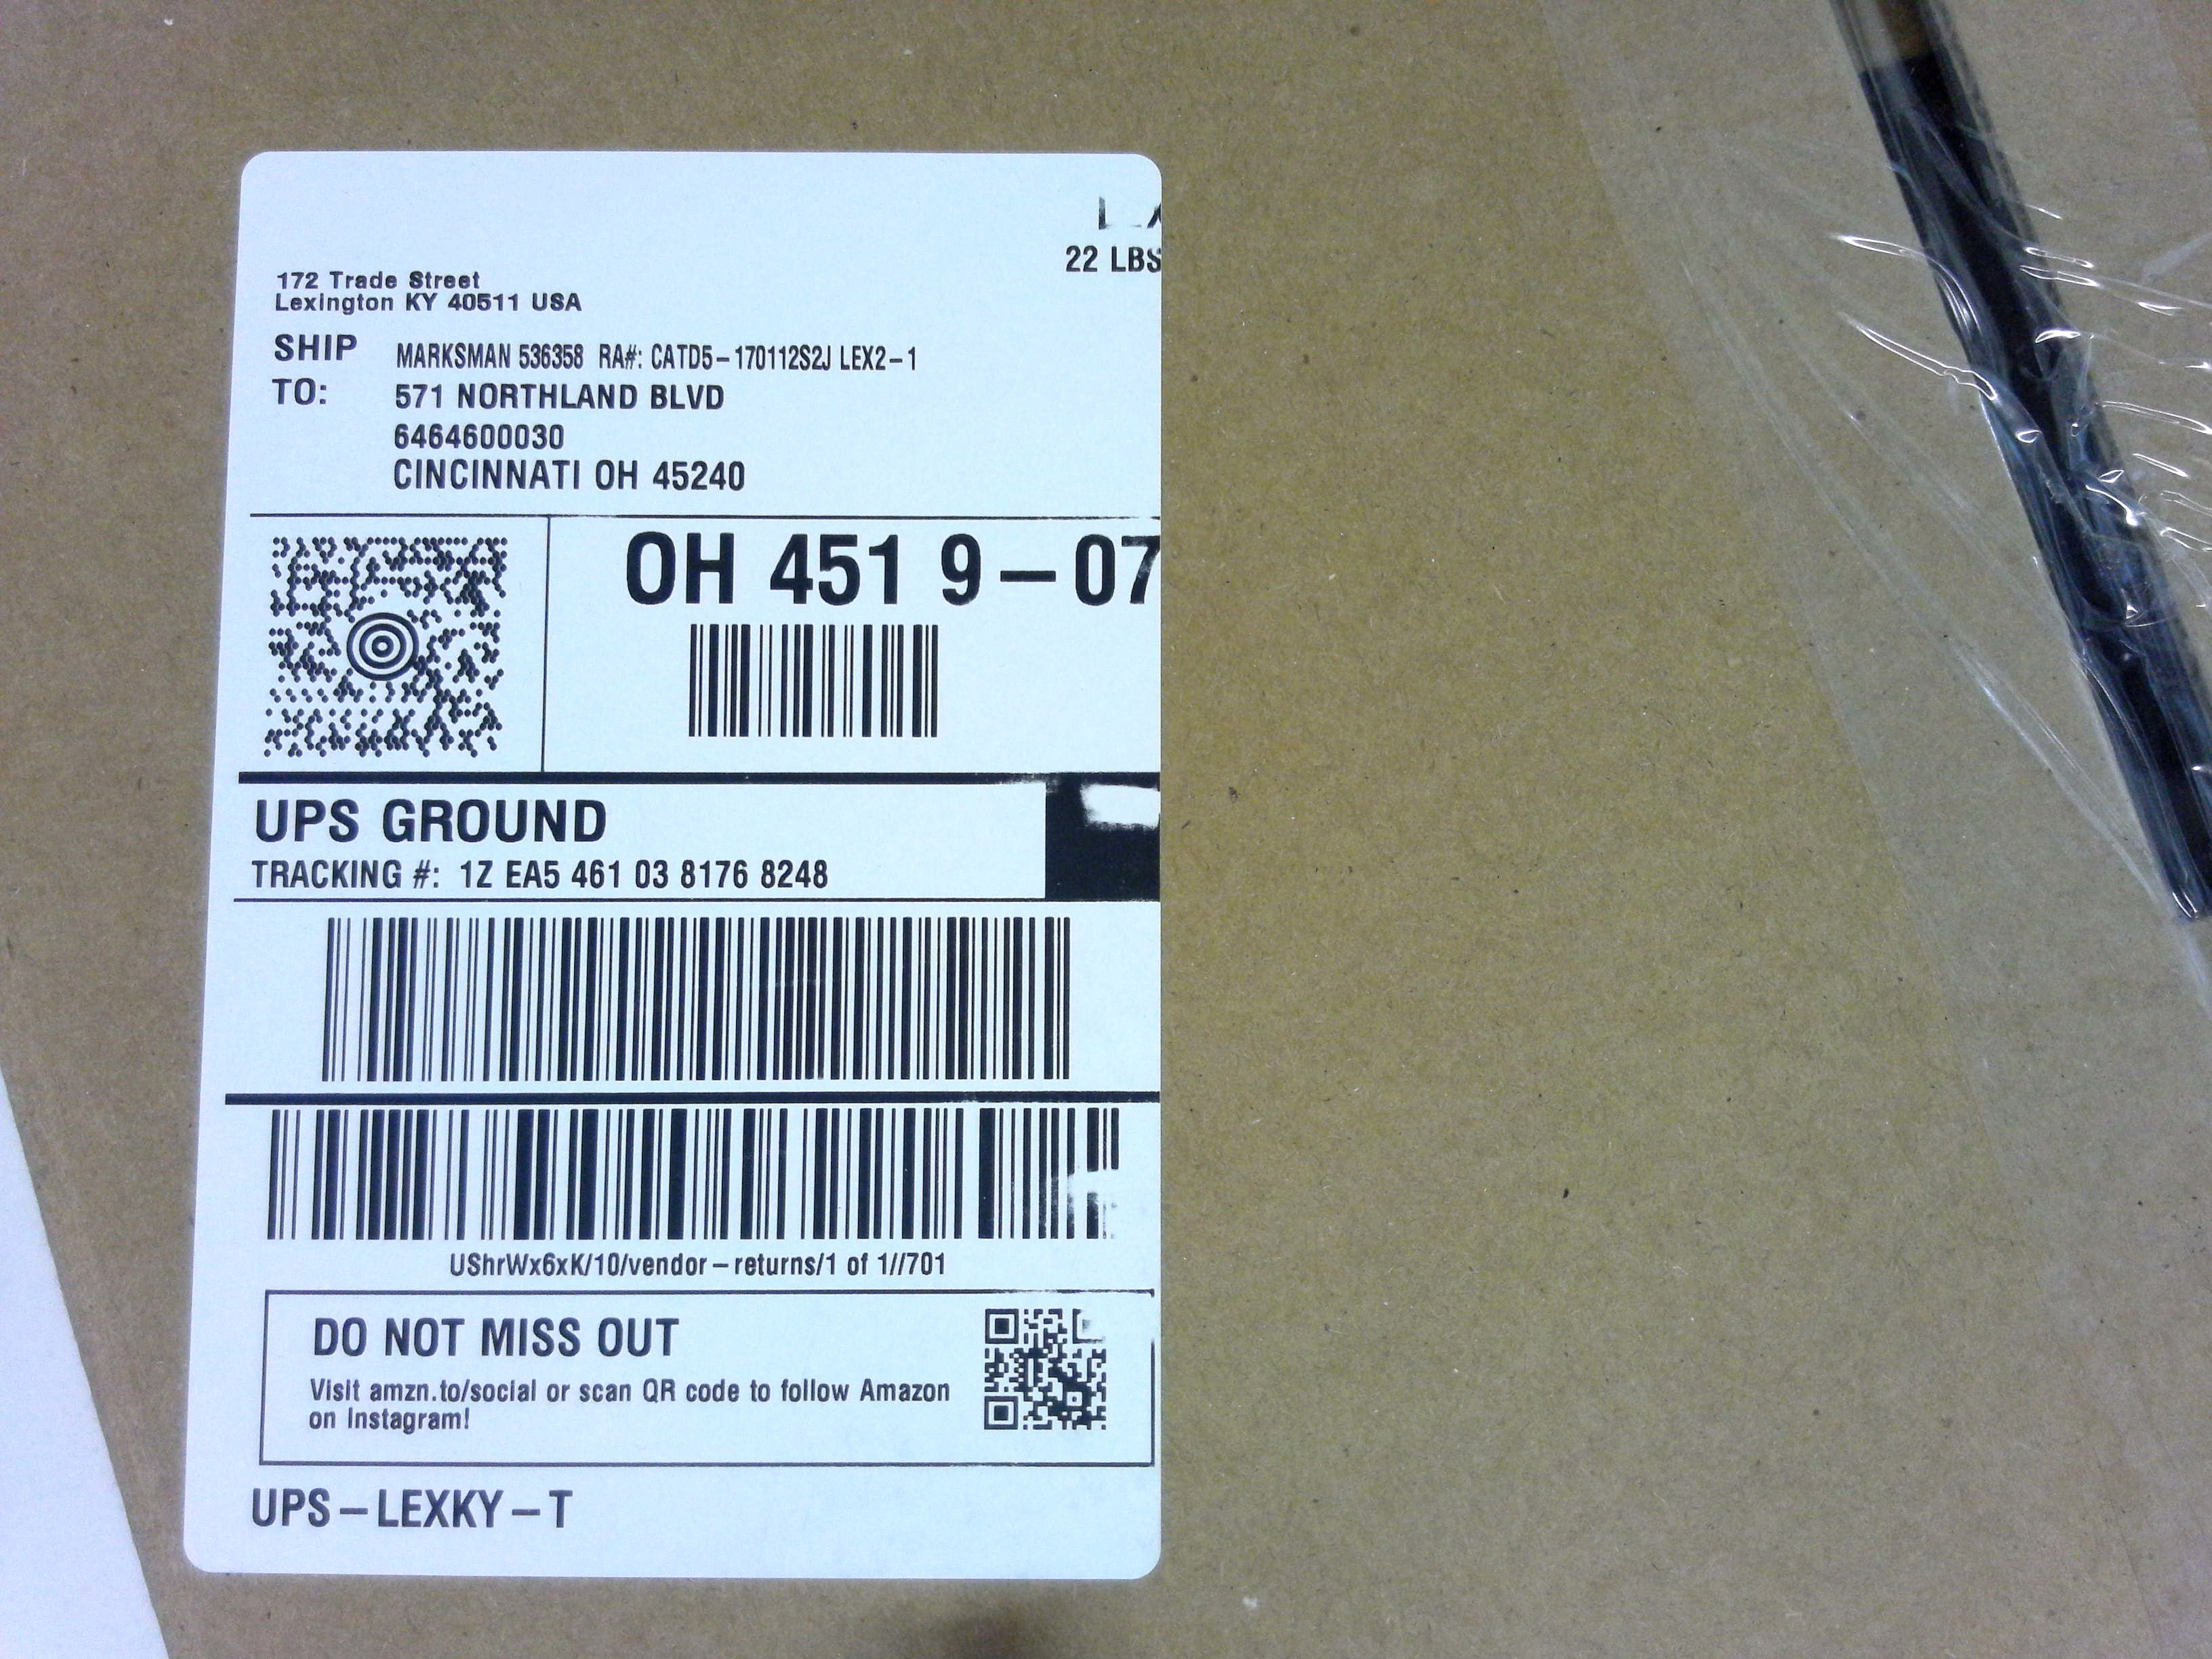 22 LBS
172 Trade Street
Lexington KY 40511 USA
SHIP TO:
MARKSMAN 536358 RA#: CATD5-170112S2J LEX2-1
571 NORTHLAND BLVD
6464600030
CINCINNATI OH 45240
OH 451 9-07
UPS GROUND
TRACKING #: 1Z EA5 461 03 8176 8248
UShrWx6xK/10/vendor-returns/1 of 1//701
DO NOT MISS OUT
Visit amzn.to/social or scan QR code to follow Amazon
on Instagram!
UPS-LEXKY-T